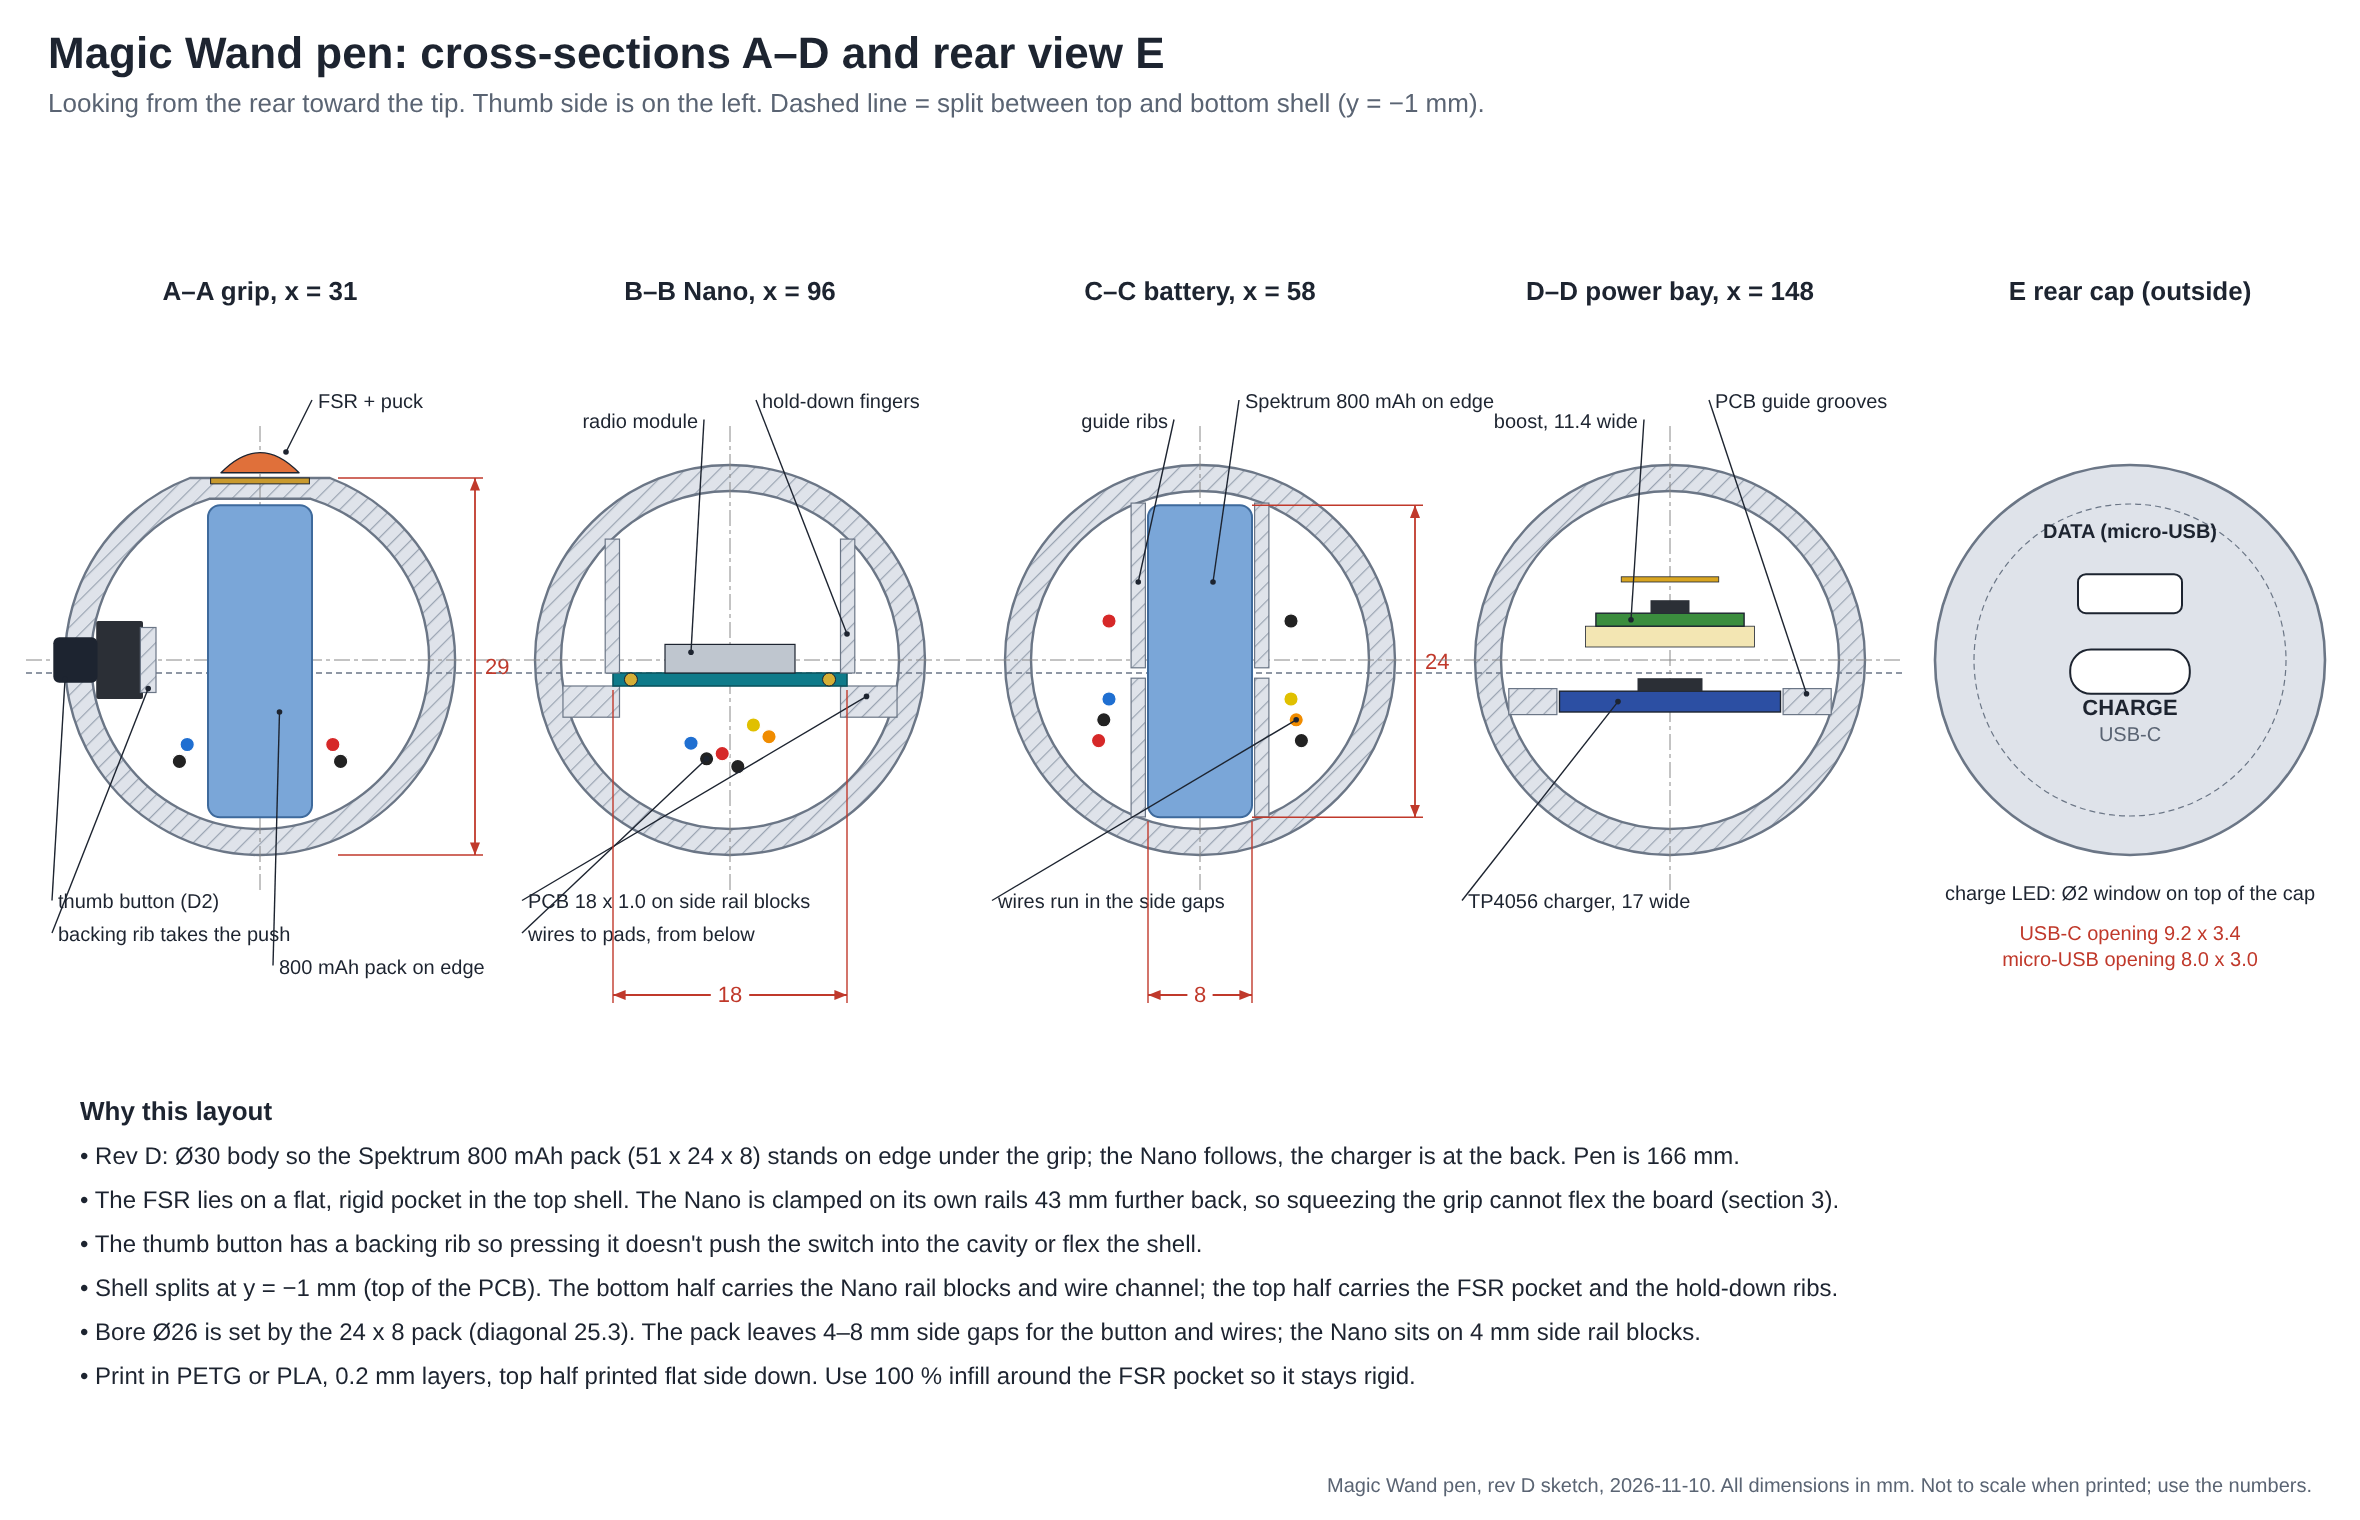 Magic Wand pen: cross-sections A–D and rear view E
Looking from the rear toward the tip. Thumb side is on the left. Dashed line = split between top and bottom shell (y = −1 mm).
A–A grip, x = 31
B–B Nano, x = 96
C–C battery, x = 58
D–D power bay, x = 148
E rear cap (outside)
FSR + puck
29
thumb button (D2)
backing rib takes the push
800 mAh pack on edge
radio module
hold-down fingers
PCB 18 x 1.0 on side rail blocks
wires to pads, from below
18
guide ribs
Spektrum 800 mAh on edge
24
wires run in the side gaps
8
boost, 11.4 wide
PCB guide grooves
TP4056 charger, 17 wide
DATA (micro-USB)
CHARGE
USB-C
charge LED: Ø2 window on top of the cap
USB-C opening 9.2 x 3.4
micro-USB opening 8.0 x 3.0
Why this layout
• Rev D: Ø30 body so the Spektrum 800 mAh pack (51 x 24 x 8) stands on edge under the grip; the Nano follows, the charger is at the back. Pen is 166 mm.
• The FSR lies on a flat, rigid pocket in the top shell. The Nano is clamped on its own rails 43 mm further back, so squeezing the grip cannot flex the board (section 3).
• The thumb button has a backing rib so pressing it doesn't push the switch into the cavity or flex the shell.
• Shell splits at y = −1 mm (top of the PCB). The bottom half carries the Nano rail blocks and wire channel; the top half carries the FSR pocket and the hold-down ribs.
• Bore Ø26 is set by the 24 x 8 pack (diagonal 25.3). The pack leaves 4–8 mm side gaps for the button and wires; the Nano sits on 4 mm side rail blocks.
• Print in PETG or PLA, 0.2 mm layers, top half printed flat side down. Use 100 % infill around the FSR pocket so it stays rigid.
Magic Wand pen, rev D sketch, 2026-11-10. All dimensions in mm. Not to scale when printed; use the numbers.